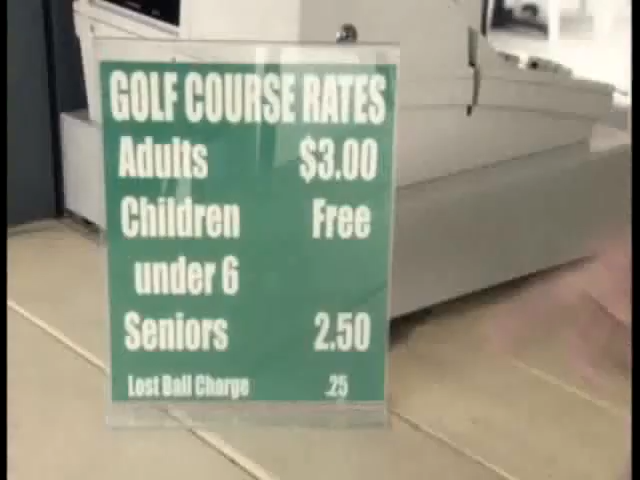 GOLF COURSE RATES
Adults $3.00
Children Free
under 6
Seniors 2.50
Lost Ball Charge .25